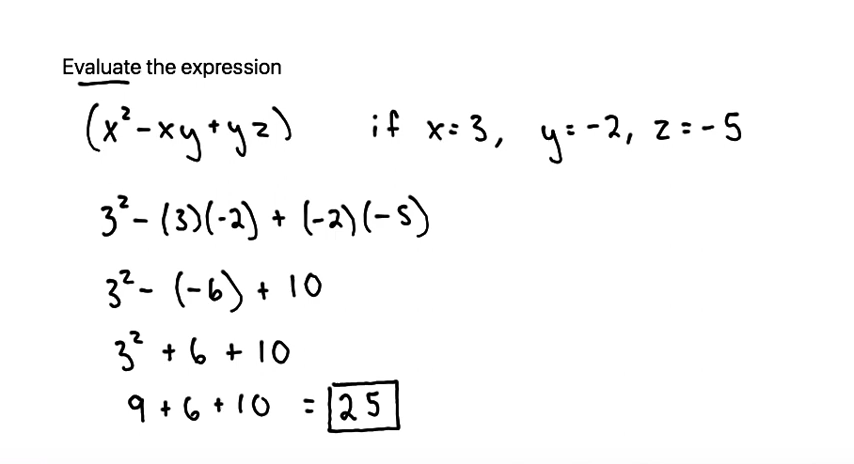 Evaluate the expression
(x²-xy+yz) if x=3, y=-2, z=-5
3²-(3)(-2)+(-2)(-5)
3²-(-6)+10
3²+6+10
9+6+10 = 25